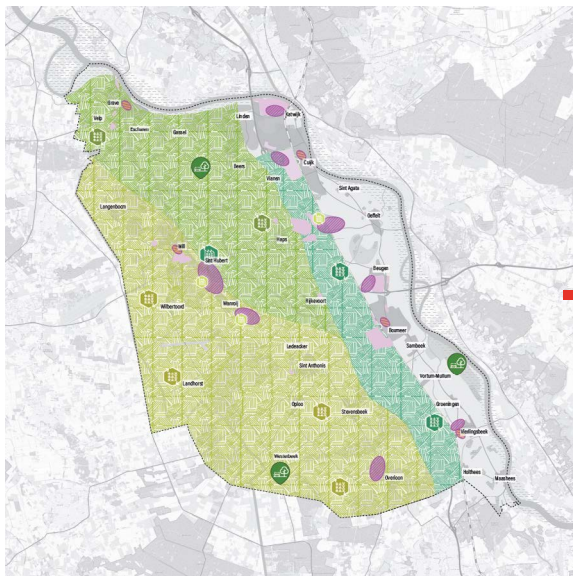 Grave
Velp
Escharen
Gassel
Linden
Katwijk
Beers
Vianen
Cuijk
Sint Agata
Langenboom
Oeffelt
Mill
Sint Hubert
Haps
Beugen
Wilbertoord
Wanroij
Rijkevoort
Boxmeer
Ledeacker
Sambeek
Sint Anthonis
Vortum-Mullem
Landhorst
Oploo
Stevensbeek
Groeningen
Vierlingsbeek
Westerbeek
Overloon
Holthees
Maashees